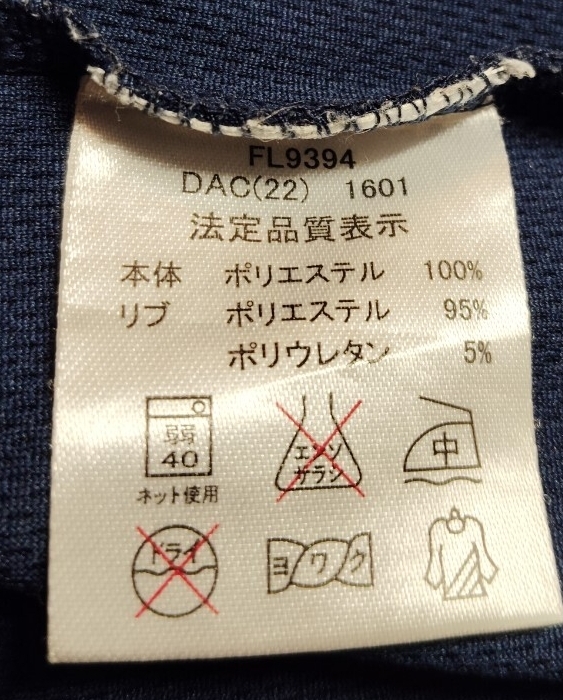 FL9394
DAC(22) 1601
法定品質表示
本体 ポリエステル 100%
リブ ポリエステル 95%
ポリウレタン 5%
弱弱
40
ネット使用
エンソ
サラシ
中
ドライ
ヨワク